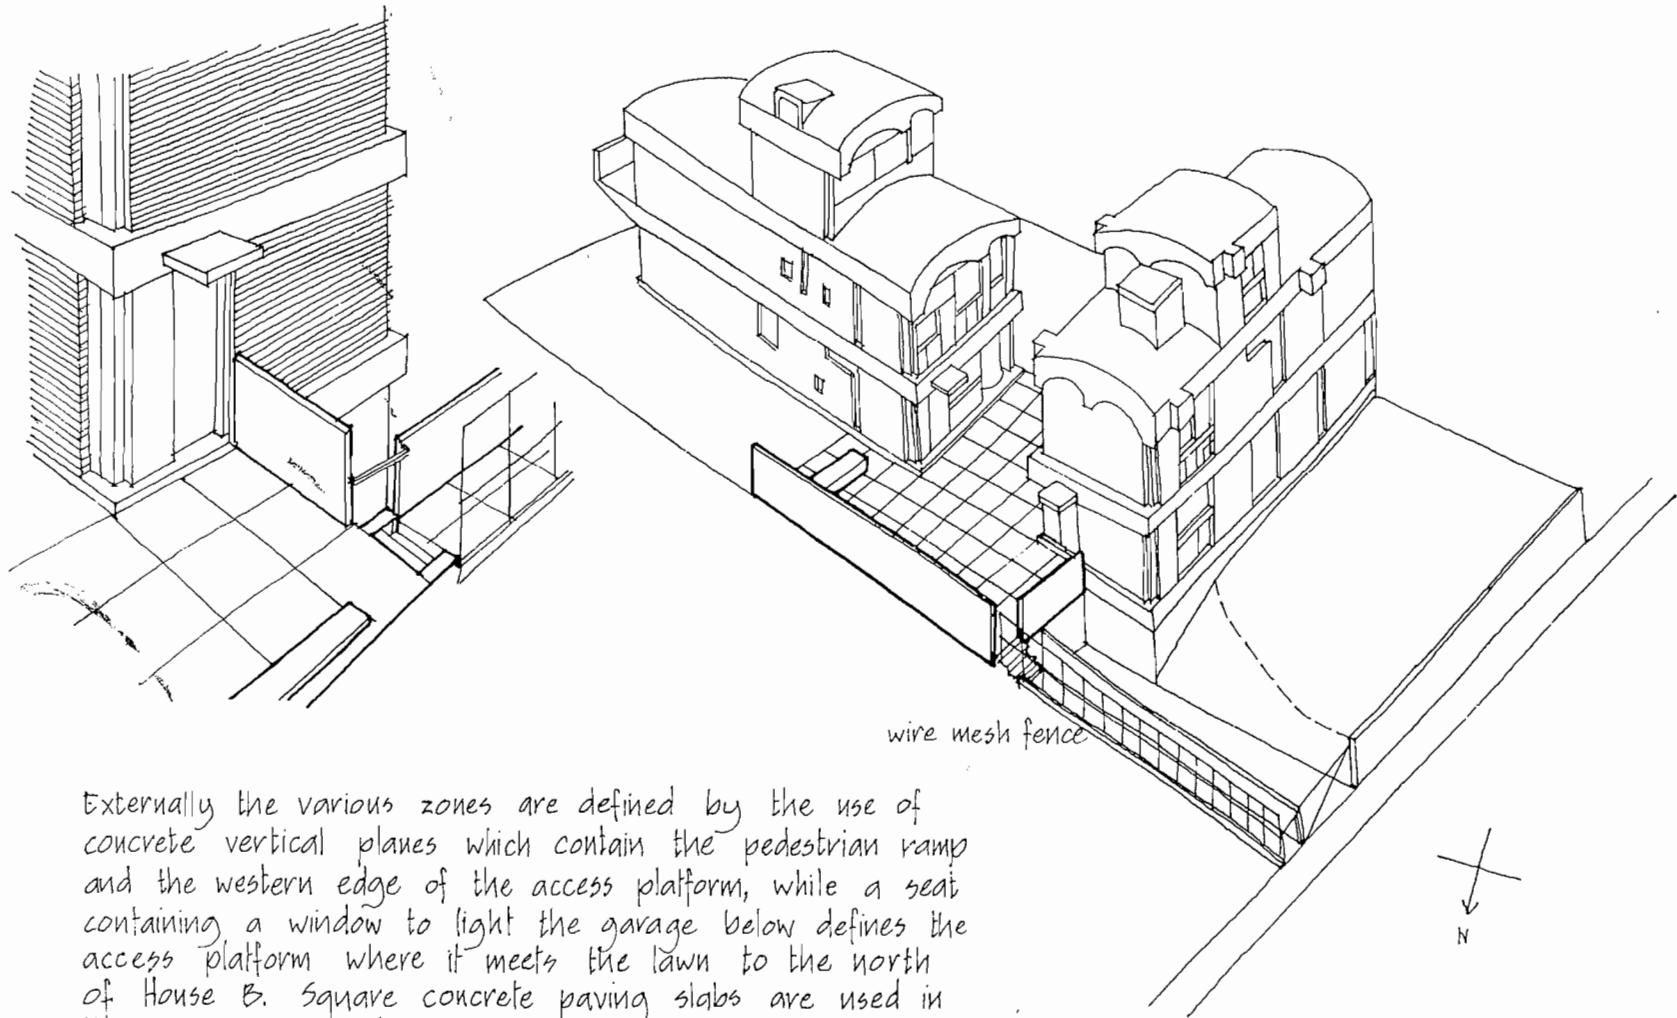 wire mesh fence
Externally the various zones are defined by the use of
concrete vertical planes which contain the pedestrian ramp
and the western edge of the access platform, while a seat
containing a window to light the garage below defines the
access platform where it meets the lawn to the north
of House B. Square concrete paving slabs are used in
N